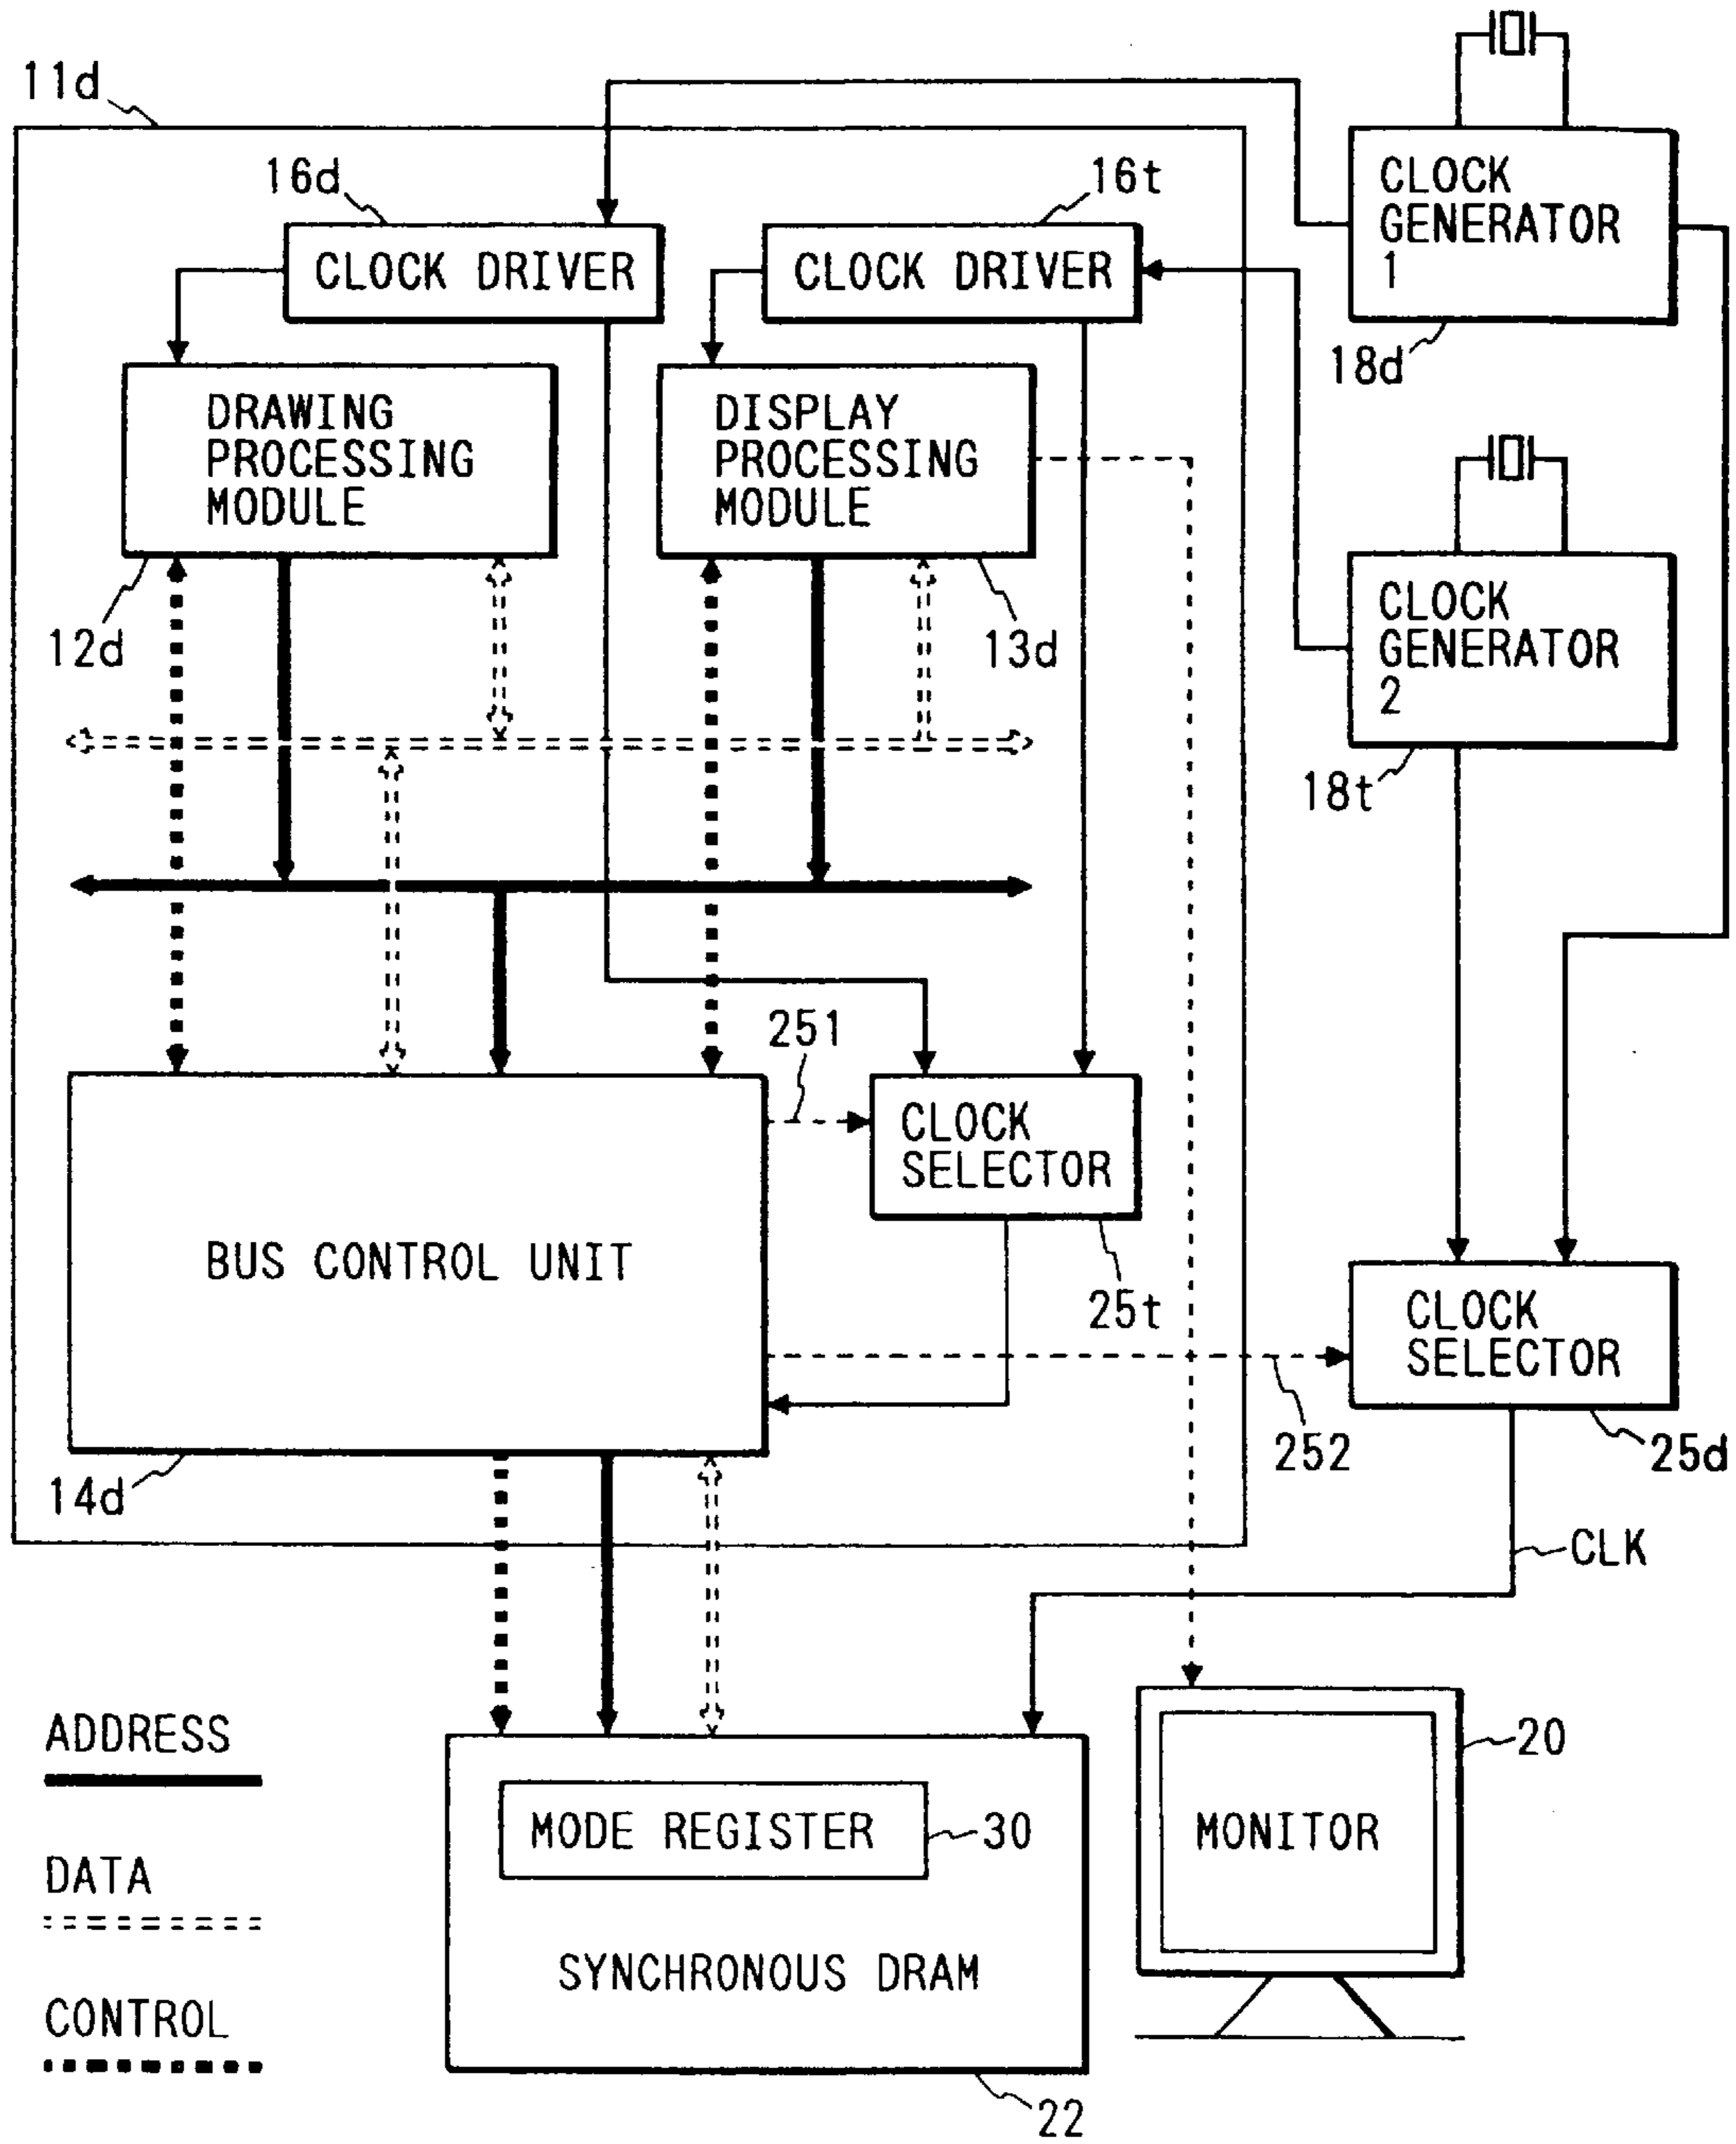 11d
16d
16t
CLOCK
GENERATOR
1
CLOCK DRIVER
CLOCK DRIVER
18d
DRAWING
PROCESSING
MODULE
DISPLAY
PROCESSING
MODULE
12d
13d
CLOCK
GENERATOR
2
18t
251
CLOCK
SELECTOR
BUS CONTROL UNIT
25t
CLOCK
SELECTOR
252
25d
14d
CLK
ADDRESS
20
MODE REGISTER
30
MONITOR
DATA
SYNCHRONOUS DRAM
CONTROL
22